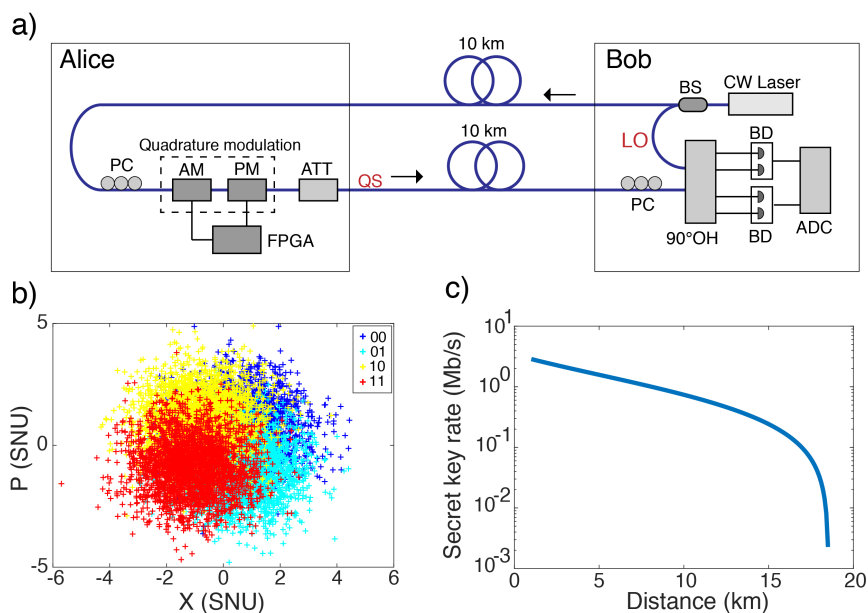 a)
Alice
10 km
Bob
BS
CW Laser
LO
BD
Quadrature modulation
10 km
PC
AM
PM
ATT
QS
PC
FPGA
90°OH
BD
ADC
b)
5
0
-5
P (SNU)
-6
-4
-2
0
2
4
6
X (SNU)
00
01
10
11
c)
10^1
10^0
10^-1
10^-2
10^-3
Secret key rate (Mb/s)
0
5
10
15
20
Distance (km)